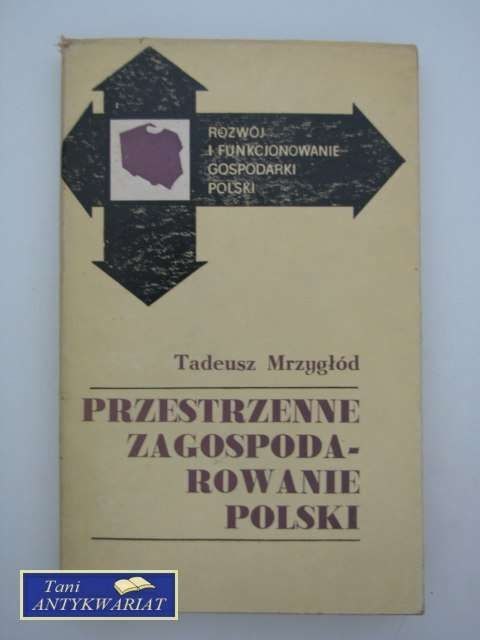 ROZWÓJ
I FUNKCJONOWANIE
GOSPODARKI
POLSKI
Tadeusz Mrzygłód
PRZESTRZENNE
ZAGOSPODA-
ROWANIE
POLSKI
Tani
ANTYKWARIAT